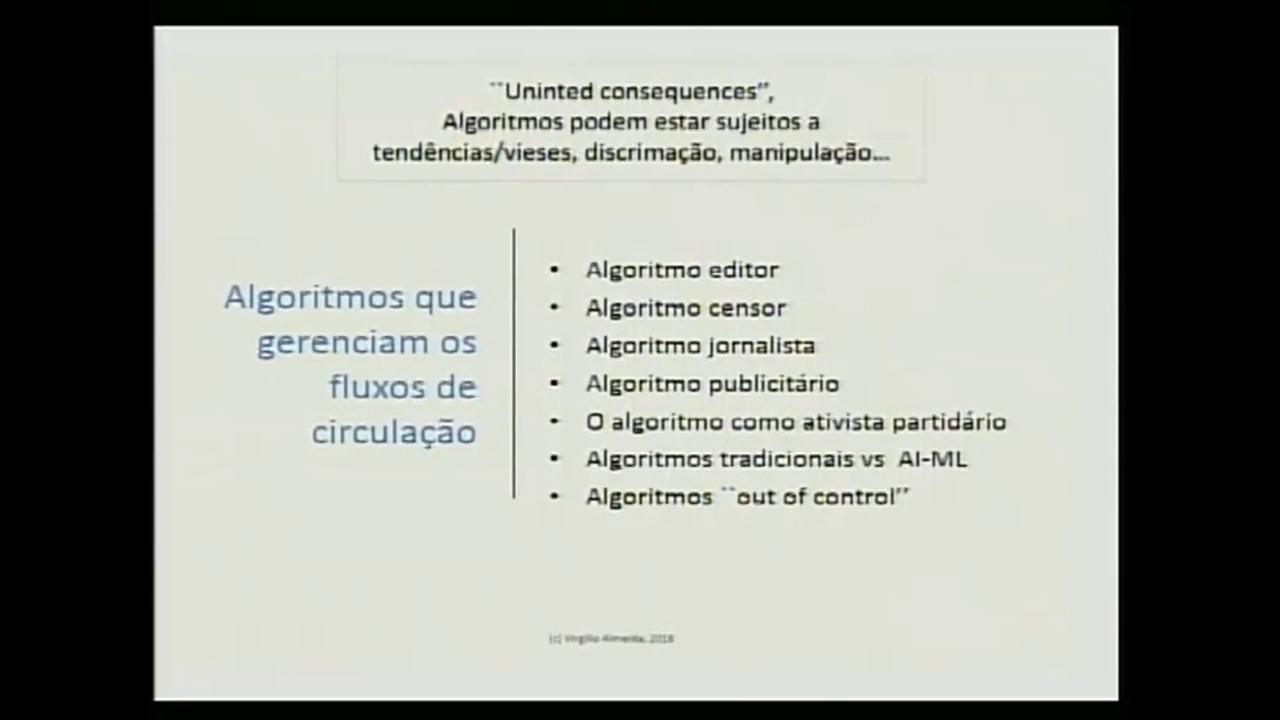 ``Uninted consequences”,
Algoritmos podem estar sujeitos a
tendências/vieses, discrimação, manipulação...
Algoritmos que
gerenciam os
fluxos de
circulação
• Algoritmo editor
• Algoritmo censor
• Algoritmo jornalista
• Algoritmo publicitário
• O algoritmo como ativista partidário
• Algoritmos tradicionais vs AI-ML
• Algoritmos ``out of control’’
(c) Virgilio Almeida, 2018